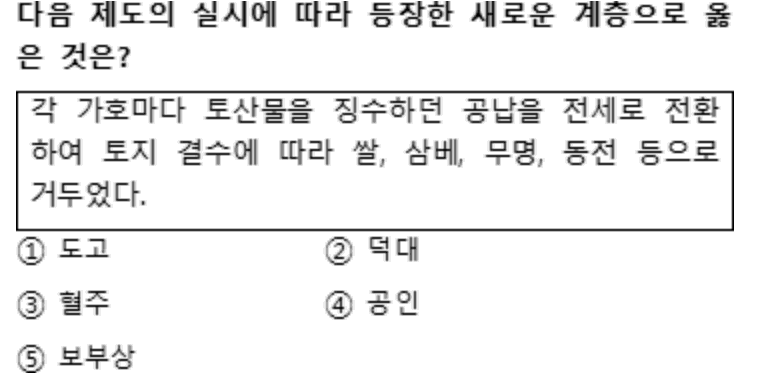 다음 제도의 실시에 따라 등장한 새로운 계층으로 옳
은 것은?
각 가호마다 토산물을 징수하던 공납을 전세로 전환
하여 토지 결수에 따라 쌀, 삼베, 무명, 동전 등으로
거두었다.
① 도고 ② 덕대
③ 혈주 ④ 공인
⑤ 보부상